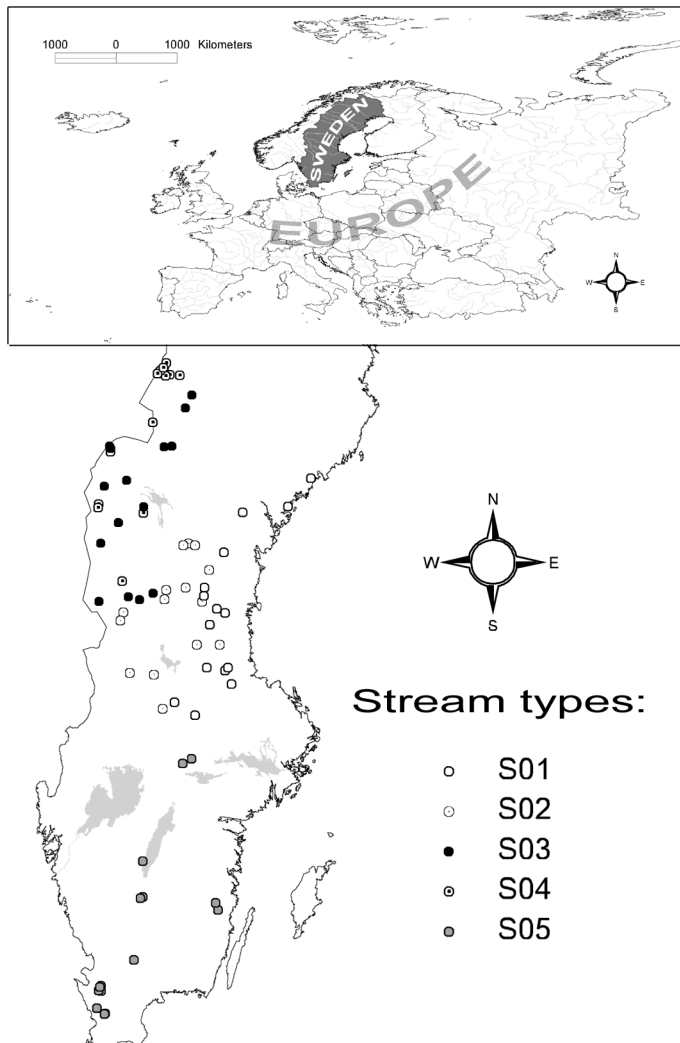 1000 0 1000 Kilometers
SWEDEN
EUROPE
N
W E
S
N
W E
S
Stream types:
S01
S02
S03
S04
S05